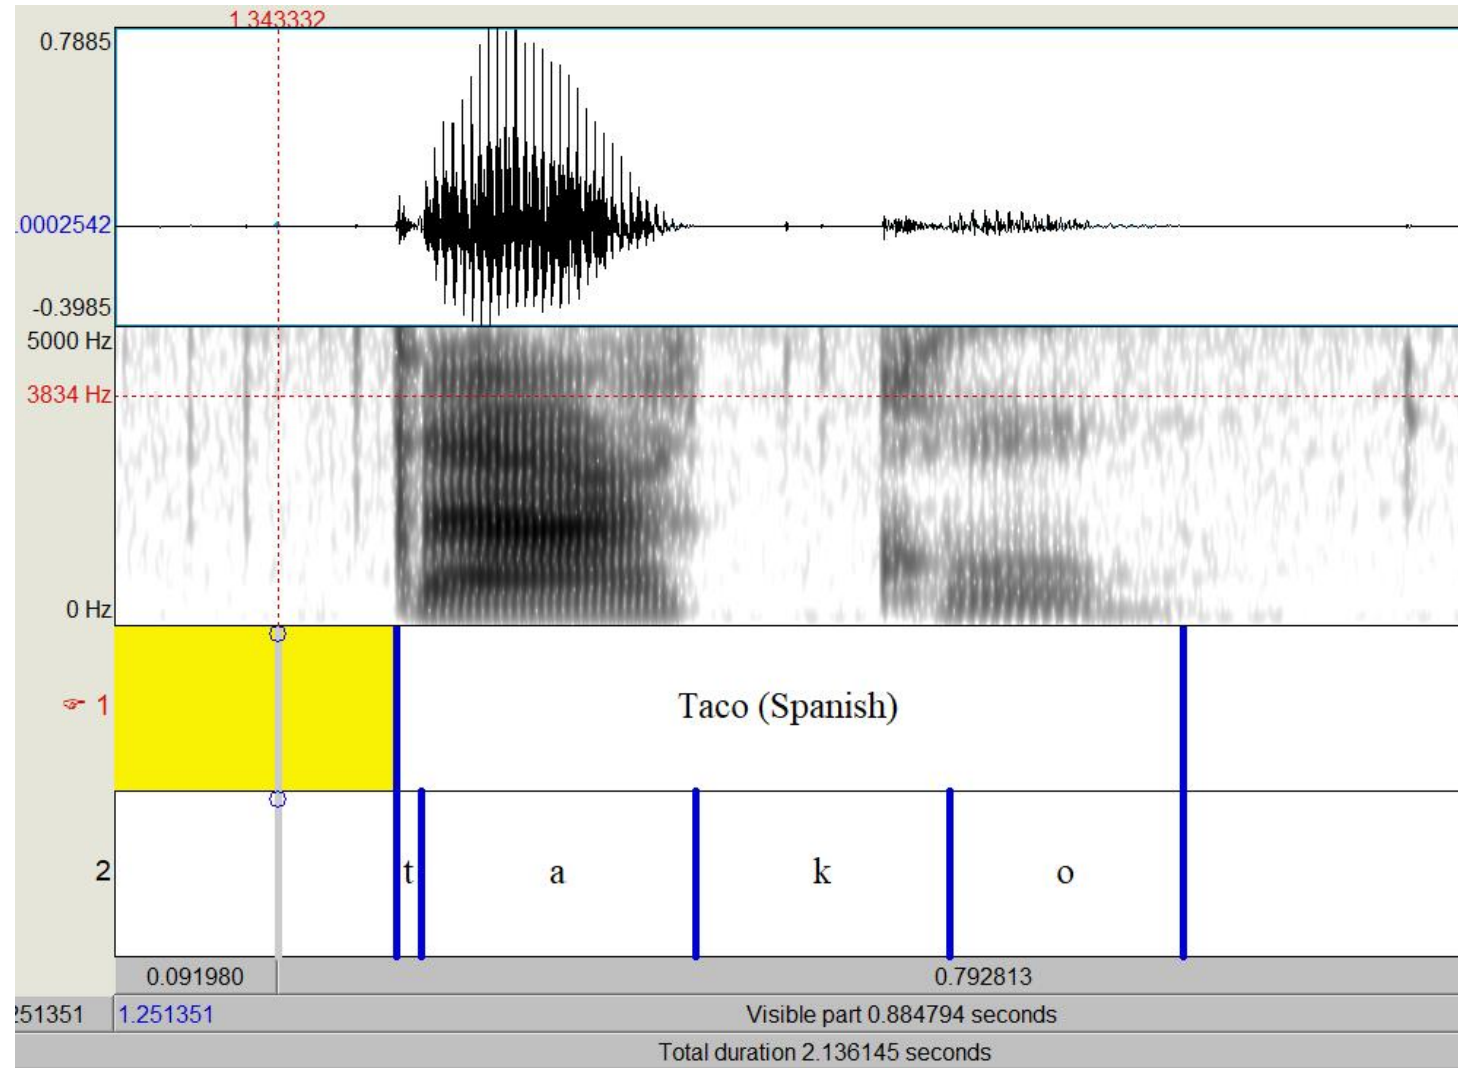 1.343332
0.7885
.0002542
-0.3985
5000 Hz
3834 Hz
0 Hz
☞ 1
Taco (Spanish)
2
t a k o
0.091980 0.792813
251351 1.251351 Visible part 0.884794 seconds
Total duration 2.136145 seconds